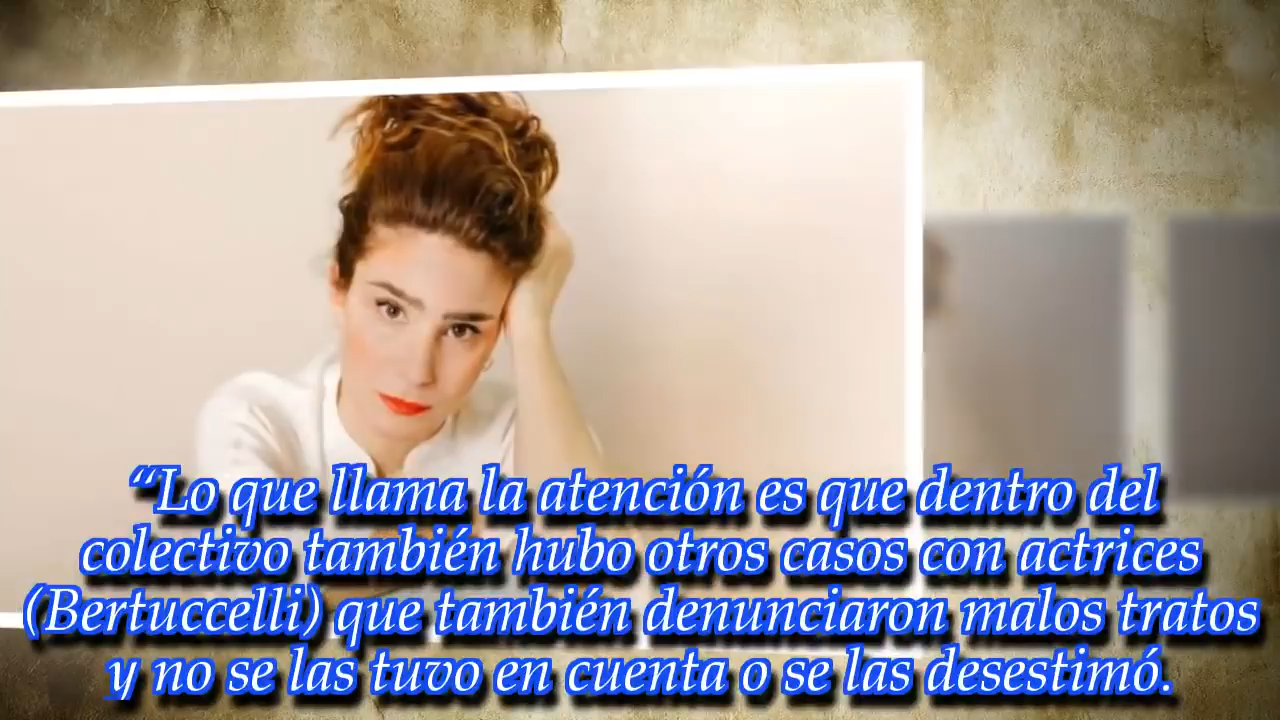 “Lo que llama la atención es que dentro del
colectivo también hubo otros casos con actrices
(Bertuccelli) que también denunciaron malos tratos
y no se las tuvo en cuenta o se las desestimó.